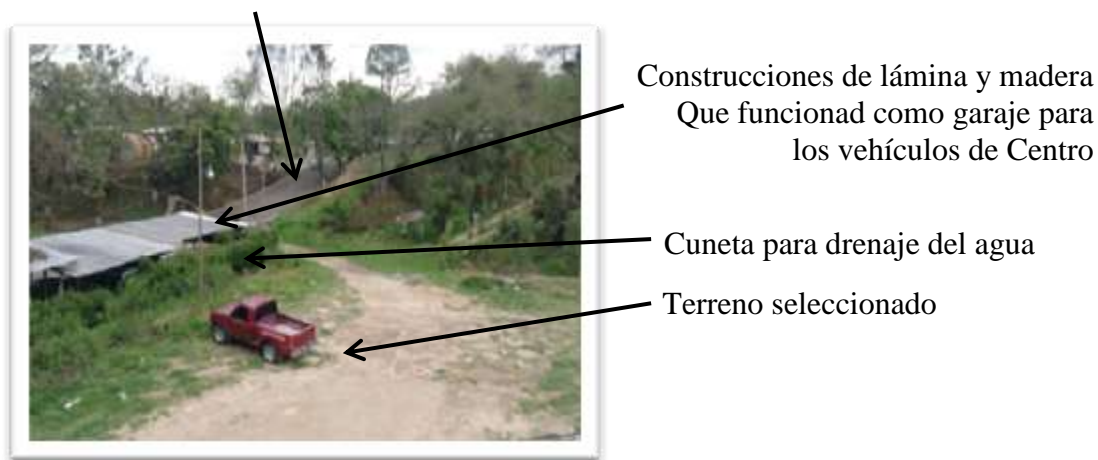 Construcciones de lámina y madera
Que funcionad como garaje para
los vehículos de Centro
Cuneta para drenaje del agua
Terreno seleccionado